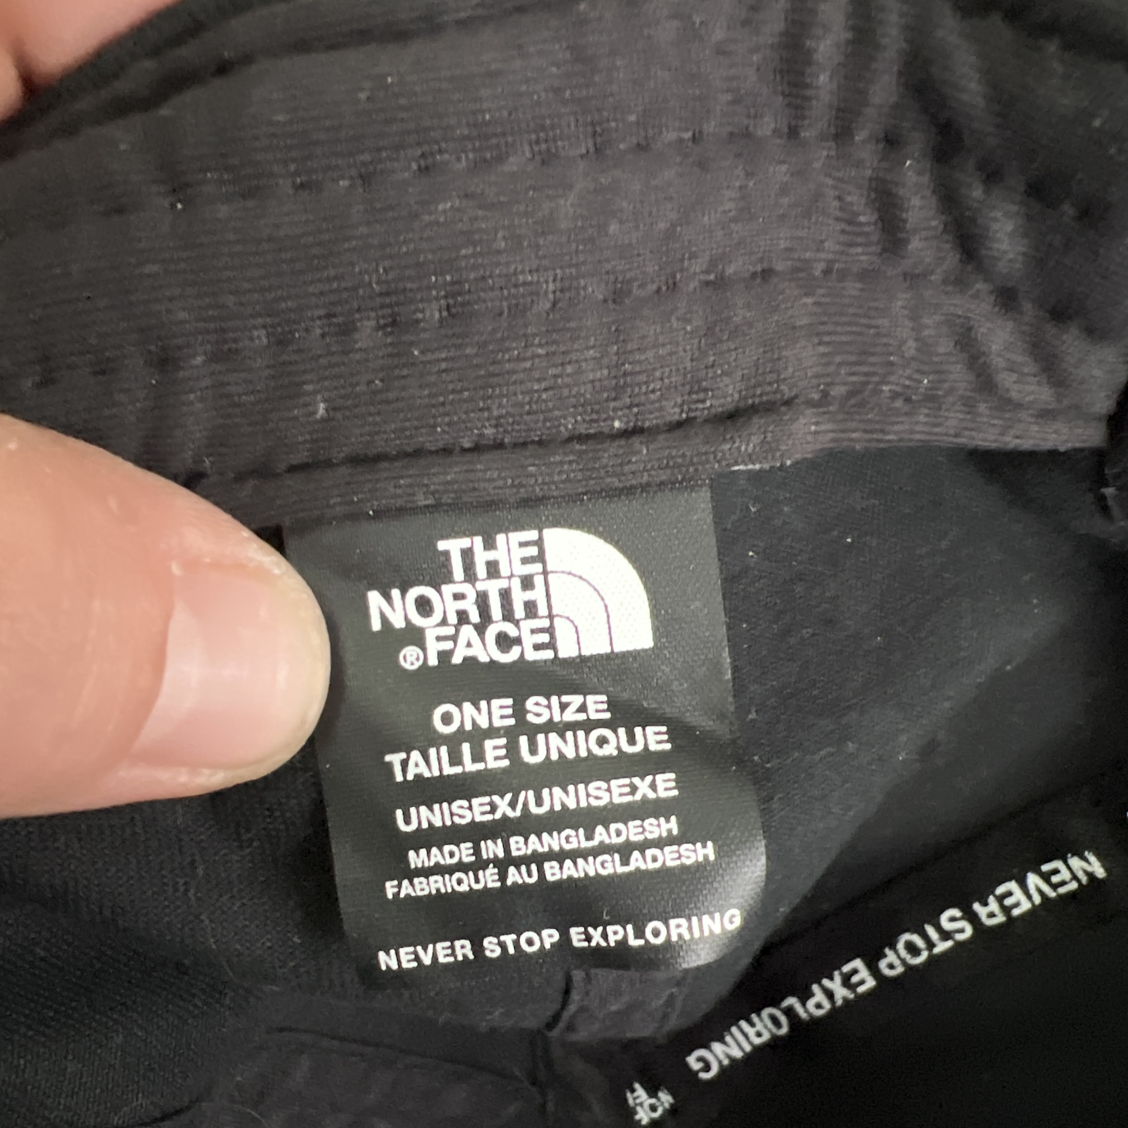 THE
NORTH
®FACE
ONE SIZE
TAILLE UNIQUE
UNISEX/UNISEXE
MADE IN BANGLADESH
FABRIQUÉ AU BANGLADESH
NEVER STOP EXPLORING
NEVER STOP EXPLORING